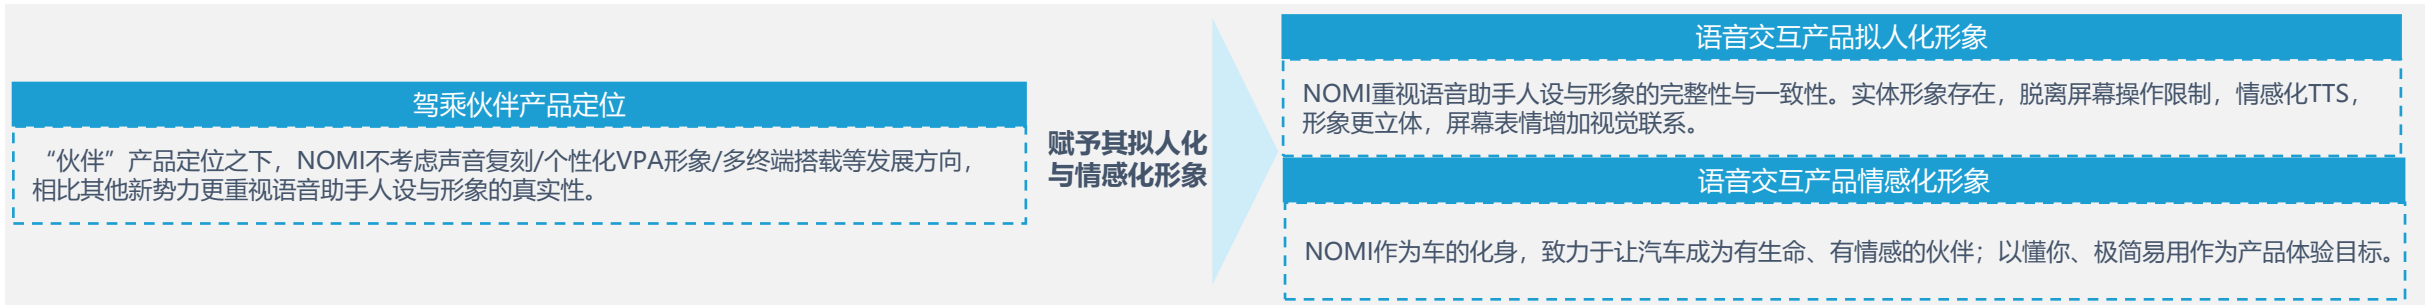 驾乘伙伴产品定位
“伙伴”产品定位之下，NOMI不考虑声音复刻/个性化VPA形象/多终端搭载等发展方向，
相比其他新势力更重视语音助手人设与形象的真实性。
赋予其拟人化
与情感化形象
语音交互产品拟人化形象
NOMI重视语音助手人设与形象的完整性与一致性。实体形象存在，脱离屏幕操作限制，情感化TTS，
形象更立体，屏幕表情增加视觉联系。
语音交互产品情感化形象
NOMI作为车的化身，致力于让汽车成为有生命、有情感的伙伴；以懂你、极简易用作为产品体验目标。